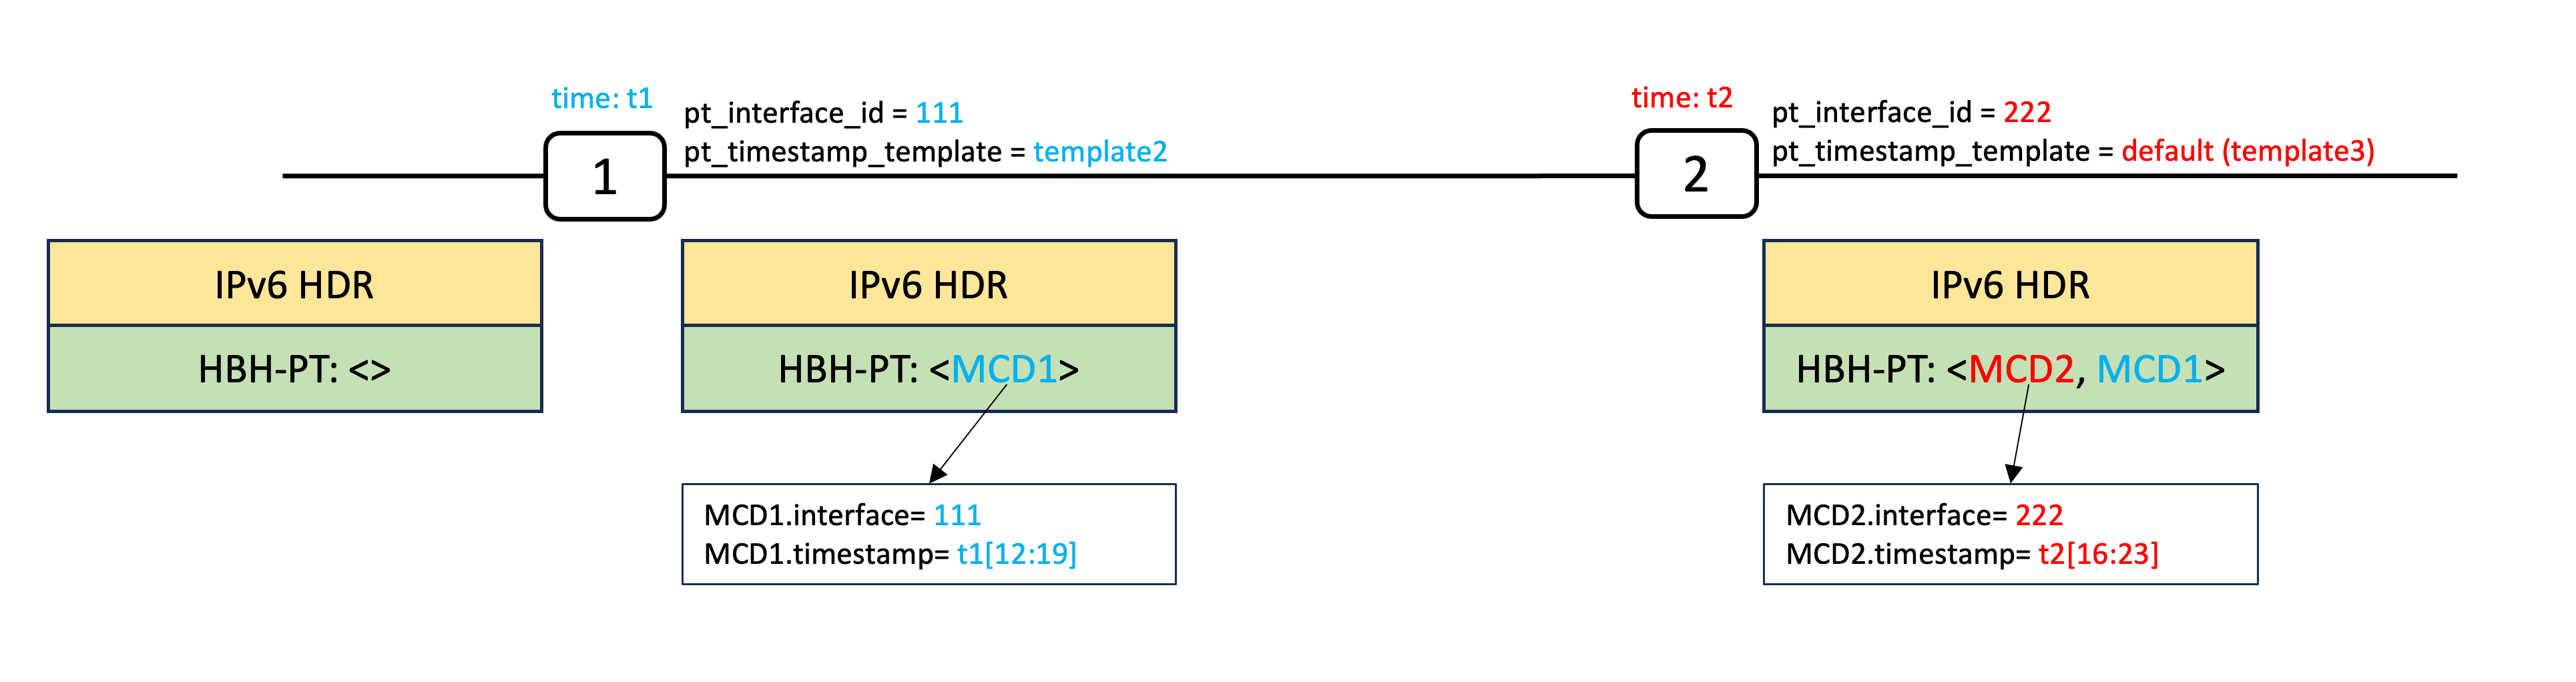 time: t1
pt_interface_id = 111
pt_timestamp_template = template2
1
time: t2
pt_interface_id = 222
pt_timestamp_template = default (template3)
2
IPv6 HDR
HBH-PT: <>
IPv6 HDR
HBH-PT: <MCD1>
IPv6 HDR
HBH-PT: <MCD2, MCD1>
MCD1.interface= 111
MCD1.timestamp= t1[12:19]
MCD2.interface= 222
MCD2.timestamp= t2[16:23]